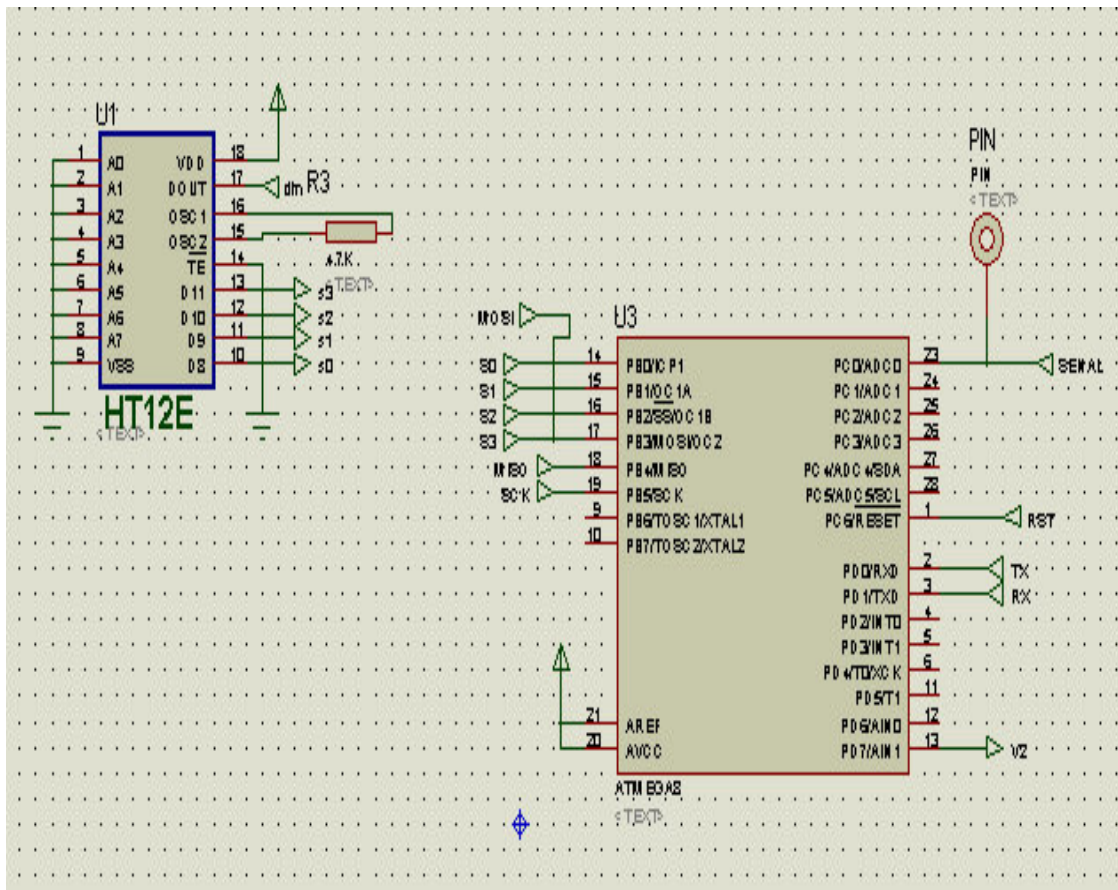 U1
1 A0 VDD 18
2 A1 DOUT 17 dm R3
3 A2 OSC1 16
4 A3 OSC2 15
4.7K
5 A4 TE 14
<TEXT>
6 A5 D11 13 s3
7 A6 D10 12 s2
8 A7 D9 11 s1
9 VSS D8 10 s0
HT12E
<TEXT>
PIN
PIN
<TEXT>
U3
MOSI
S0 14 PB0/ICP1 PC0/ADC0 23
S1 15 PB1/OC1A PC1/ADC1 24
S2 16 PB2/SS/OC1B PC2/ADC2 25
S3 17 PB3/MOSI/OC2 PC3/ADC3 26
MISO 18 PB4/MISO PC4/ADC4/SDA 27
SCK 19 PB5/SCK PC5/ADC5/SCL 28
9 PB6/TOSC1/XTAL1 PC6/RESET 1 RST
10 PB7/TOSC2/XTAL2
PD0/RXD 2 TX
PD1/TXD 3 RX
PD2/INT0 4
PD3/INT1 5
PD4/T0/XCK 6
PD5/T1 11
21 AREF PD6/AIN0 12
20 AVCC PD7/AIN1 13 V2
ATMEGA8
<TEXT>